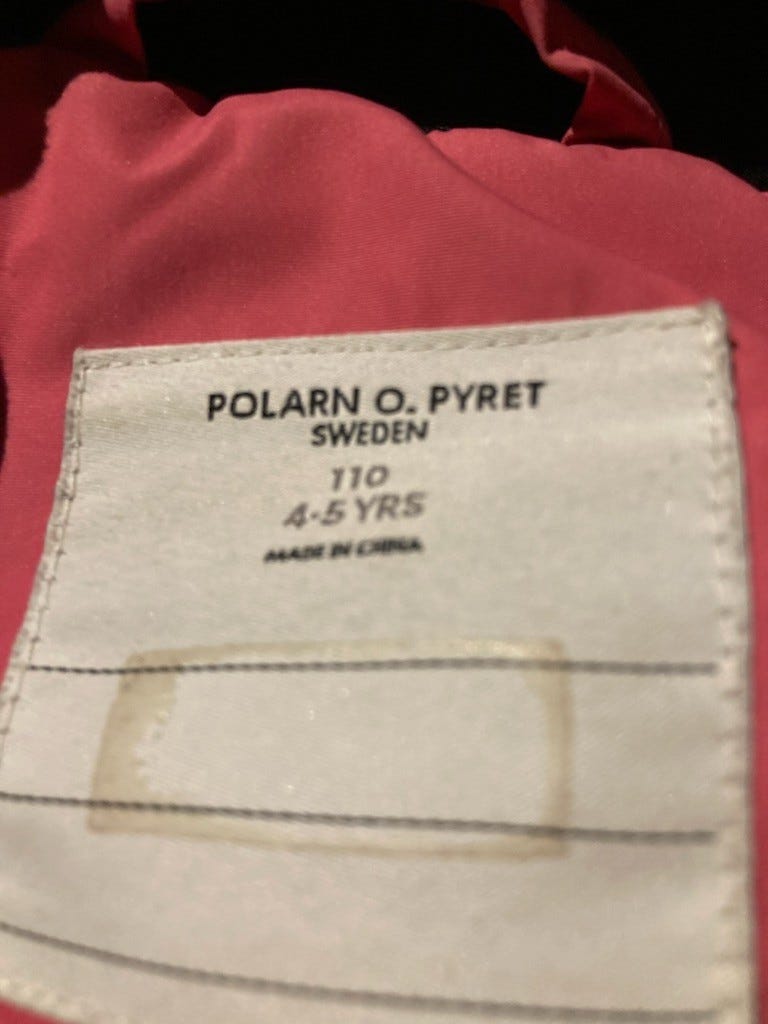 POLARN O. PYRET
SWEDEN
110
4-5 YRS
MADE IN CHINA